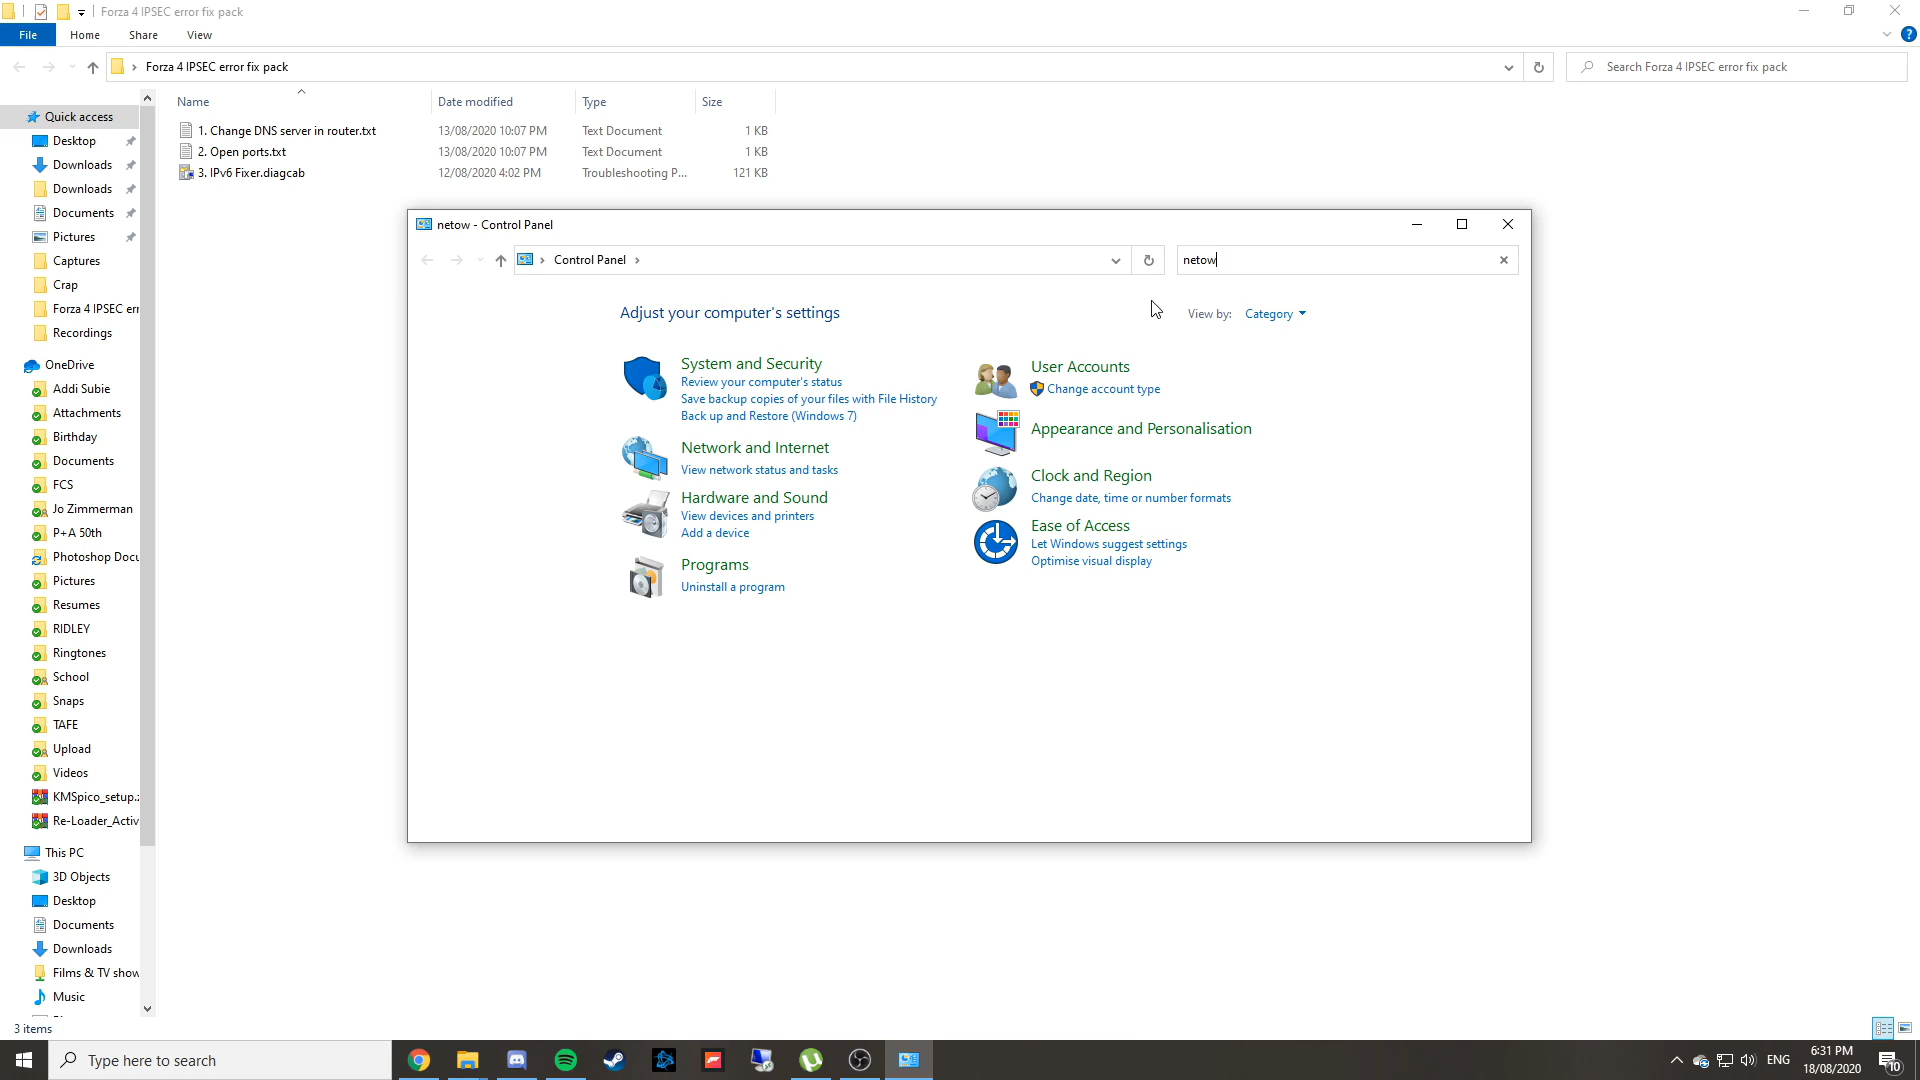 Forza 4 IPSEC error fix pack
File
Home
Share
View
Forza 4 IPSEC error fix pack
Search Forza 4 IPSEC error fix pack
Name
Date modified
Type
Size
1. Change DNS server in router.txt
13/08/2020 10:07 PM
Text Document
1 KB
2. Open ports.txt
13/08/2020 10:07 PM
Text Document
1 KB
3. IPv6 Fixer.diagcab
12/08/2020 4:02 PM
Troubleshooting P...
121 KB
Quick access
Desktop
Downloads
Downloads
Documents
Pictures
Captures
Crap
Forza 4 IPSEC err
Recordings
OneDrive
Addi Subie
Attachments
Birthday
Documents
FCS
Jo Zimmerman
P+A 50th
Photoshop Docu
Pictures
Resumes
RIDLEY
Ringtones
School
Snaps
TAFE
Upload
Videos
KMSpico_setup.z
Re-Loader_Activ
This PC
3D Objects
Desktop
Documents
Downloads
Films & TV show
Music
3 items
netow - Control Panel
Control Panel
netow
Adjust your computer's settings
View by:
Category
System and Security
Review your computer's status
Save backup copies of your files with File History
Back up and Restore (Windows 7)
Network and Internet
View network status and tasks
Hardware and Sound
View devices and printers
Add a device
Programs
Uninstall a program
User Accounts
Change account type
Appearance and Personalisation
Clock and Region
Change date, time or number formats
Ease of Access
Let Windows suggest settings
Optimise visual display
Type here to search
ENG
6:31 PM
18/08/2020
10